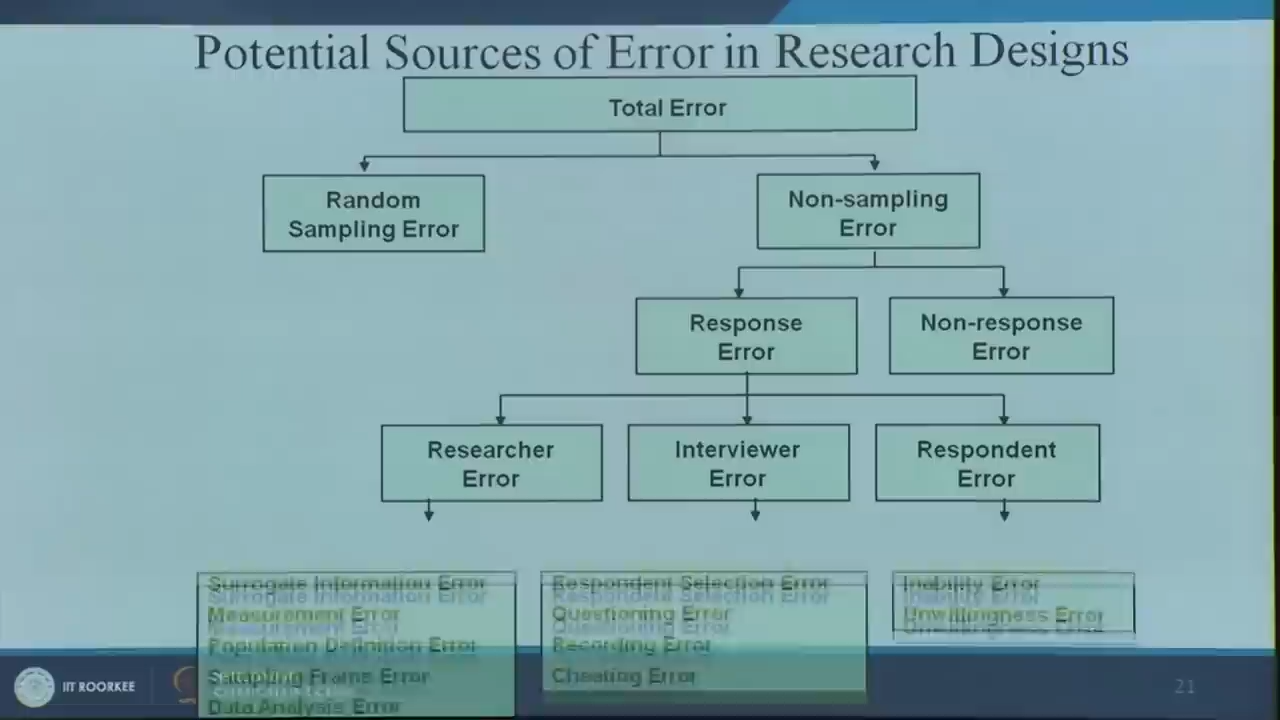 Potential Sources of Error in Research Designs
Total Error
Random
Sampling Error
Non-sampling
Error
Response
Error
Non-response
Error
Researcher
Error
Interviewer
Error
Respondent
Error
Surrogate Information Error
Measurement Error
Population Definition Error
Sampling Frame Error
Data Analysis Error
Respondent Selection Error
Questioning Error
Recording Error
Cheating Error
Inability Error
Unwillingness Error
IIT ROORKEE
21